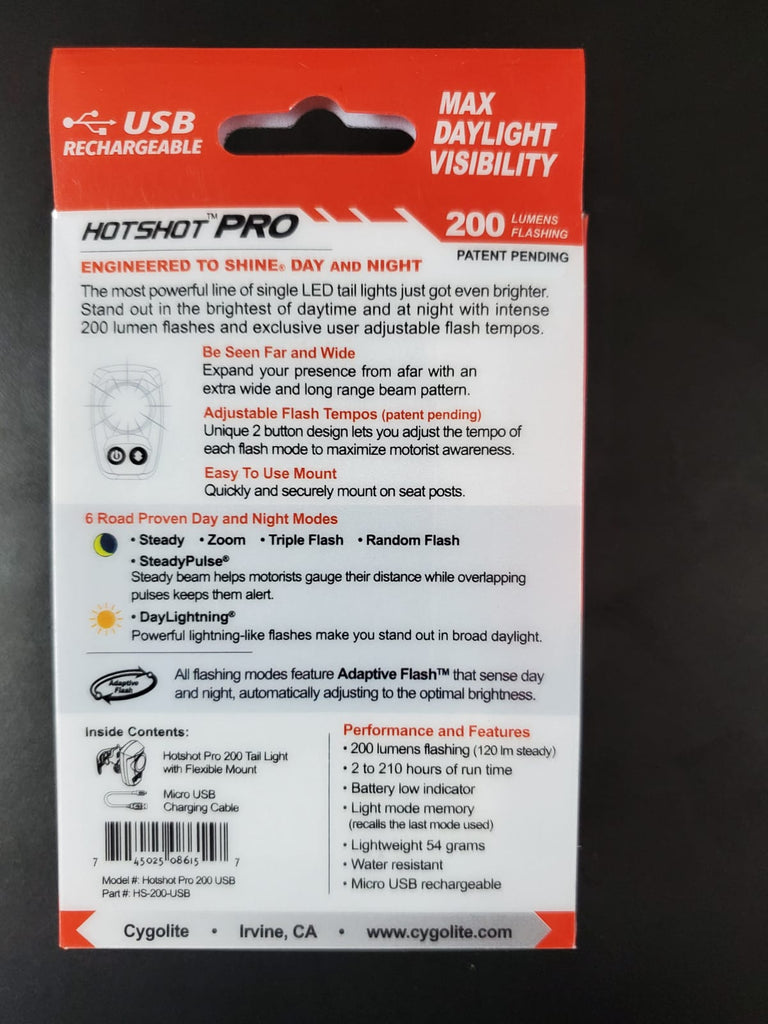 USB
RECHARGEABLE
MAX
DAYLIGHT
VISIBILITY
HOTSHOT™ PRO
200 LUMENS
FLASHING
PATENT PENDING
ENGINEERED TO SHINE® DAY AND NIGHT
The most powerful line of single LED tail lights just got even brighter.
Stand out in the brightest of daytime and at night with intense
200 lumen flashes and exclusive user adjustable flash tempos.
Be Seen Far and Wide
Expand your presence from afar with an
extra wide and long range beam pattern.
Adjustable Flash Tempos (patent pending)
Unique 2 button design lets you adjust the tempo of
each flash mode to maximize motorist awareness.
Easy To Use Mount
Quickly and securely mount on seat posts.
6 Road Proven Day and Night Modes
• Steady • Zoom • Triple Flash • Random Flash
• SteadyPulse®
Steady beam helps motorists gauge their distance while overlapping
pulses keeps them alert.
• DayLightning®
Powerful lightning-like flashes make you stand out in broad daylight.
Adaptive
Flash
All flashing modes feature Adaptive Flash™ that sense day
and night, automatically adjusting to the optimal brightness.
Inside Contents:
Hotshot Pro 200 Tail Light
with Flexible Mount
Micro USB
Charging Cable
7 45025 08615 7
Model #: Hotshot Pro 200 USB
Part #: HS-200-USB
Performance and Features
• 200 lumens flashing (120 lm steady)
• 2 to 210 hours of run time
• Battery low indicator
• Light mode memory
(recalls the last mode used)
• Lightweight 54 grams
• Water resistant
• Micro USB rechargeable
Cygolite • Irvine, CA • www.cygolite.com